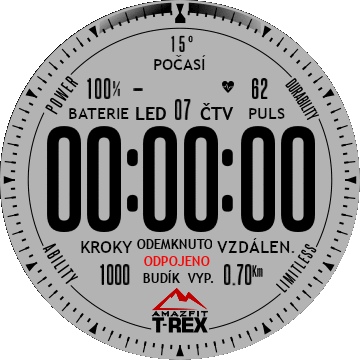 15°
POČASÍ
POWER
DURABILITY
100% – 62
BATERIE LED 07 ČTV PULS
00:00:00
KROKY ODEMKNUTO VZDÁLEN.
ODPOJENO
1000 BUDÍK VYP. 0.70Km
ABILITY
LIMITLESS
AMAZFIT
T-REX